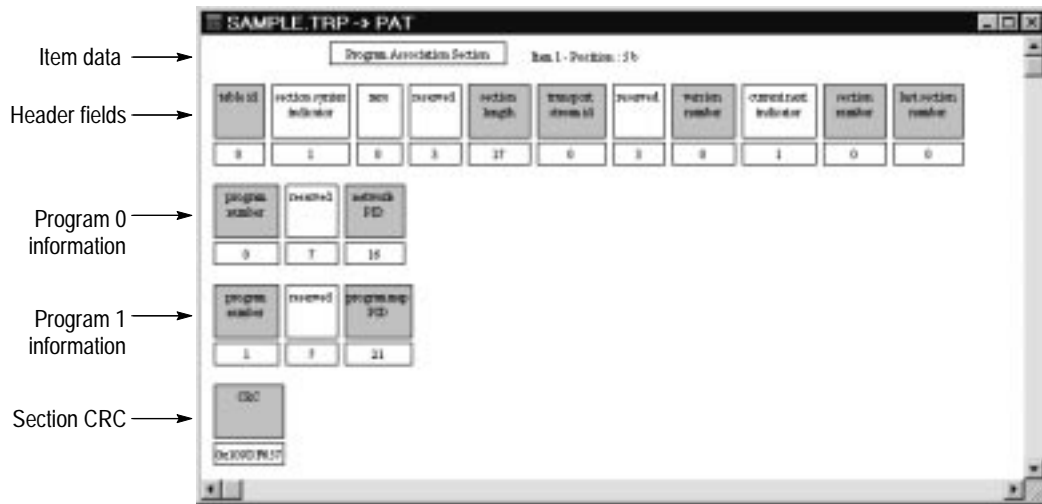 SAMPLE.TRP -> PAT
Item data
Program Association Section
Item 1 - Position :
Header fields
table id
section syntax indicator
zero
reserved
section length
transport stream id
reserved
version number
current next indicator
section number
last section number
0
1
0
3
17
0
3
0
1
0
0
Program 0 information
program number
reserved
network PID
0
7
16
Program 1 information
program number
reserved
program map PID
1
7
21
Section CRC
CRC